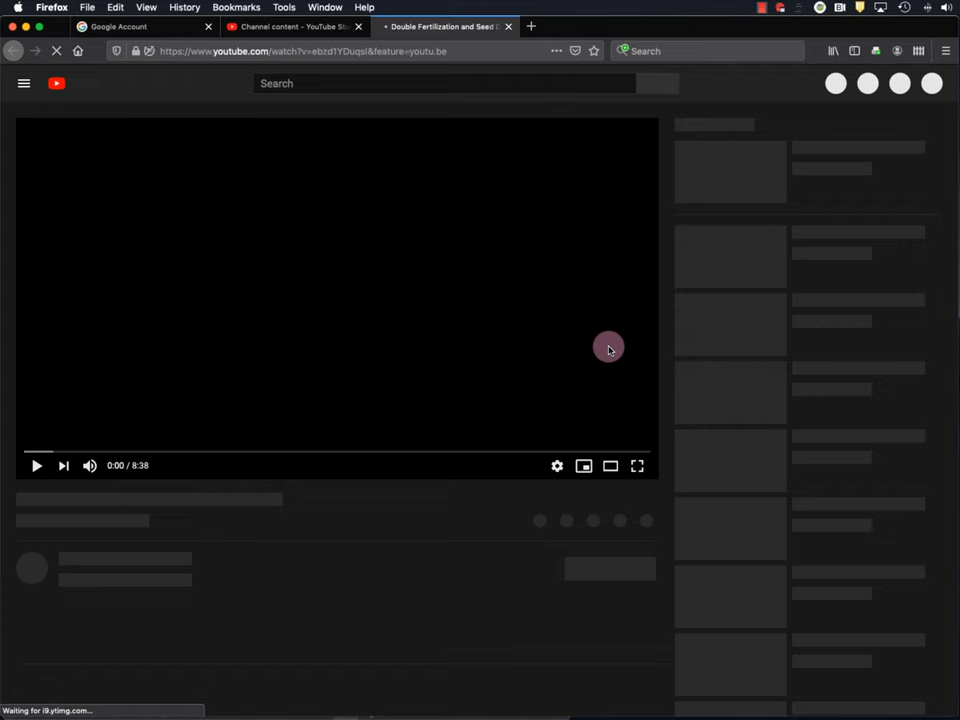 Firefox File Edit View History Bookmarks Tools Window Help
Google Account
Channel content - YouTube Stu
Double Fertilization and Seed D
https://www.youtube.com/watch?v=ebzd1YDuqsI&feature=youtu.be
Search
Search
0:00 / 8:38
Waiting for i9.ytimg.com...